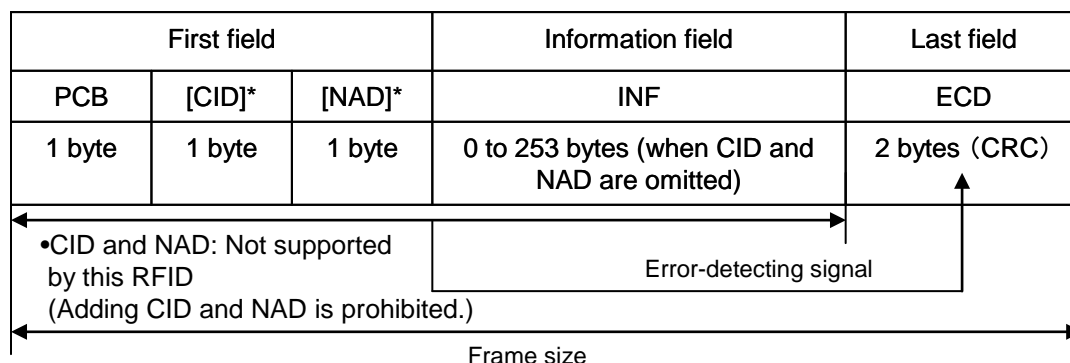 First field Information field Last field
PCB [CID]* [NAD]* INF ECD
1 byte 1 byte 1 byte 0 to 253 bytes (when CID and 2 bytes（CRC）
NAD are omitted)
•CID and NAD: Not supported
by this RFID
Error-detecting signal
(Adding CID and NAD is prohibited.)
Frame size